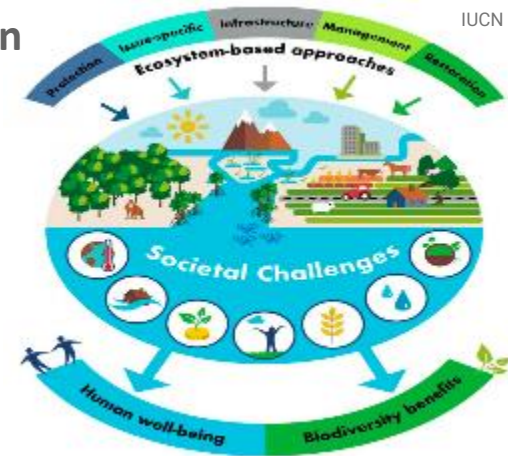 IUCN
n
Protection
Issue-specific
Infrastructure
Management
Restoration
Ecosystem-based approaches
Societal Challenges
Human well-being
Biodiversity benefits